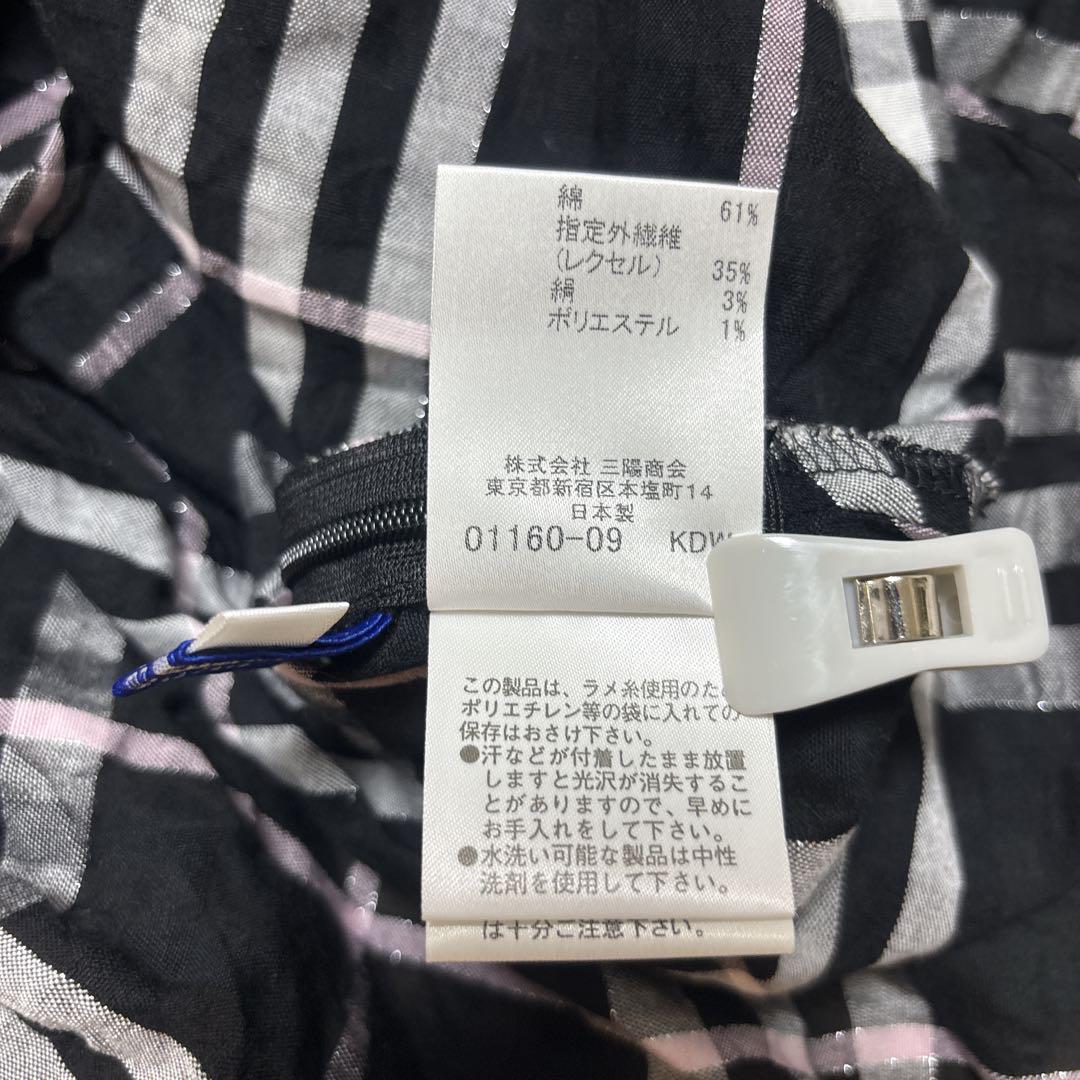 綿 61%
指定外繊維
(レクセル) 35%
絹 3%
ポリエステル 1%
株式会社 三陽商会
東京都新宿区本塩町14
日本製
01160-09 KDW
この製品は、ラメ糸使用のため
ポリエチレン等の袋に入れての
保存はおさけ下さい。
●汗などが付着したまま放置
しますと光沢が消失するこ
とがありますので、早めに
お手入れをして下さい。
●水洗い可能な製品は中性
洗剤を使用して下さい。
は十分ご注意下さい。